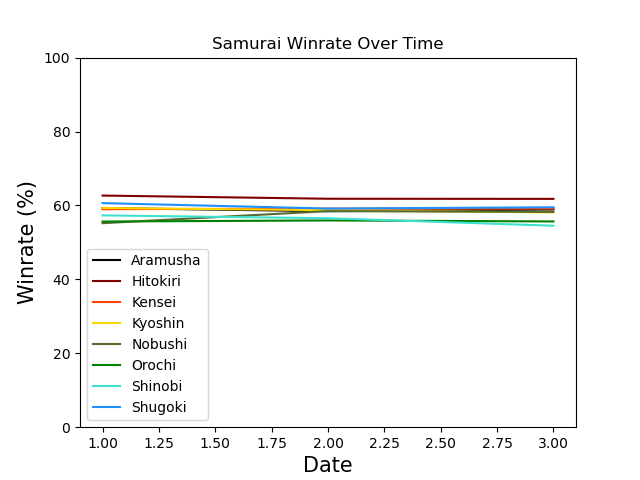 Samurai Winrate Over Time
100
80
60
40
20
0
Winrate (%)
Aramusha
Hitokiri
Kensei
Kyoshin
Nobushi
Orochi
Shinobi
Shugoki
1.00 1.25 1.50 1.75 2.00 2.25 2.50 2.75 3.00
Date